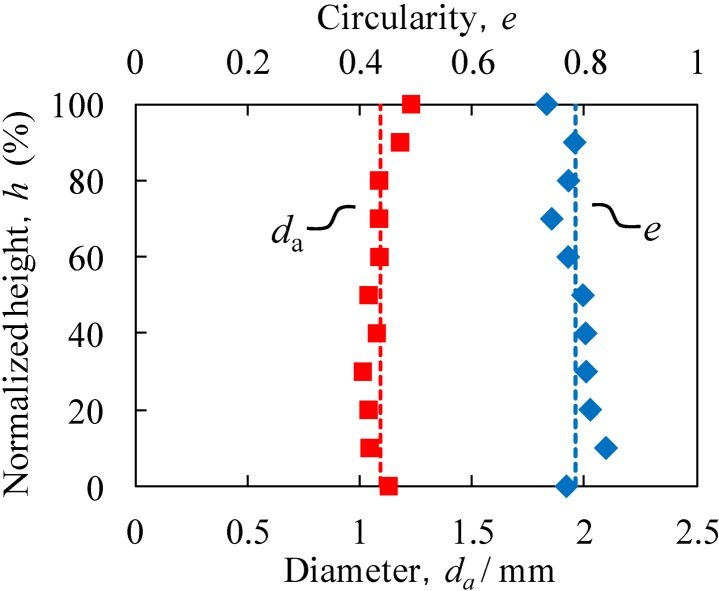 Circularity, e
0 0.2 0.4 0.6 0.8 1
Normalized height, h (%)
100
80
60
40
20
0
dₐ
e
0 0.5 1 1.5 2 2.5
Diameter, dₐ / mm